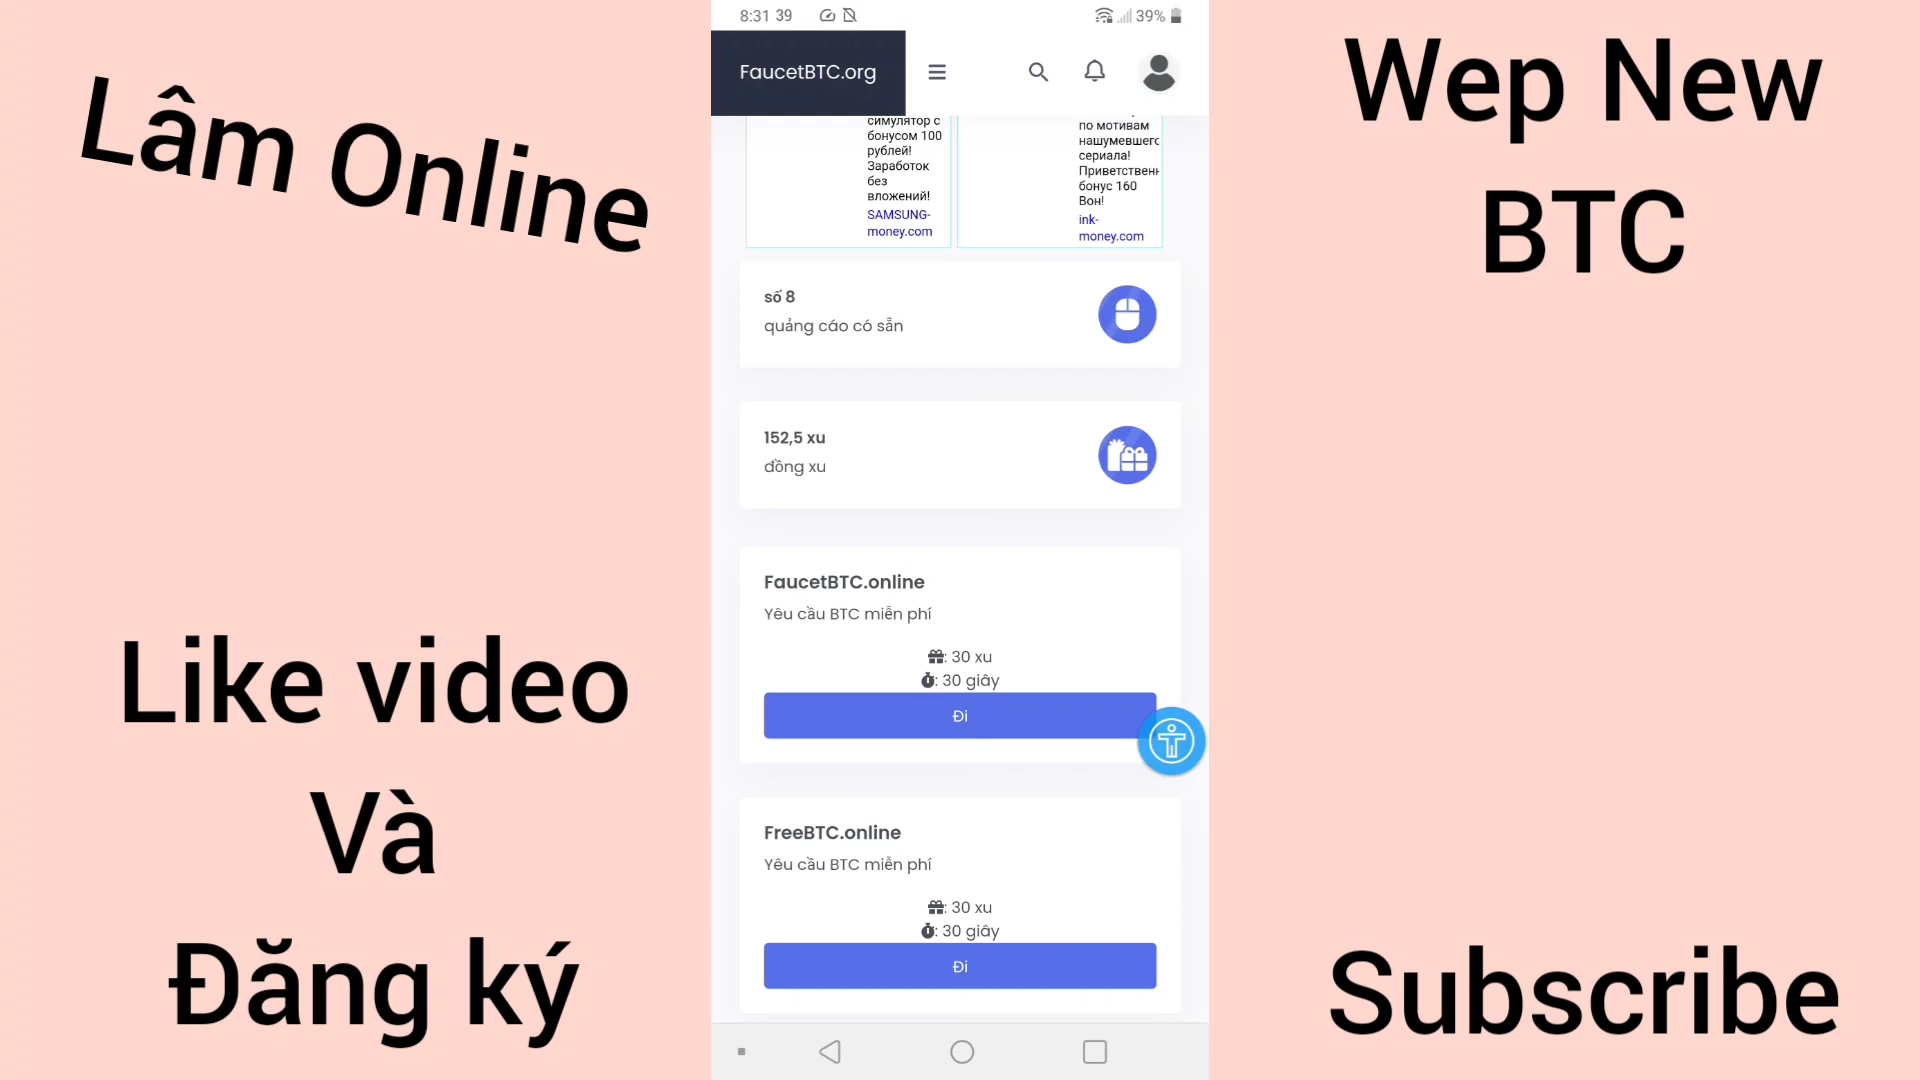 Lâm Online
Like video
Và
Đăng ký
8:31 39
39%
FaucetBTC.org
симулятор с
бонусом 100
рублей!
Заработок
без
вложений!
SAMSUNG-
money.com
по мотивам
нашумевшего
сериала!
Приветственн
бонус 160
Вон!
ink-
money.com
số 8
quảng cáo có sẵn
152,5 xu
đồng xu
FaucetBTC.online
Yêu cầu BTC miễn phí
: 30 xu
: 30 giây
Đi
FreeBTC.online
Yêu cầu BTC miễn phí
: 30 xu
: 30 giây
Đi
Wep New
BTC
Subscribe